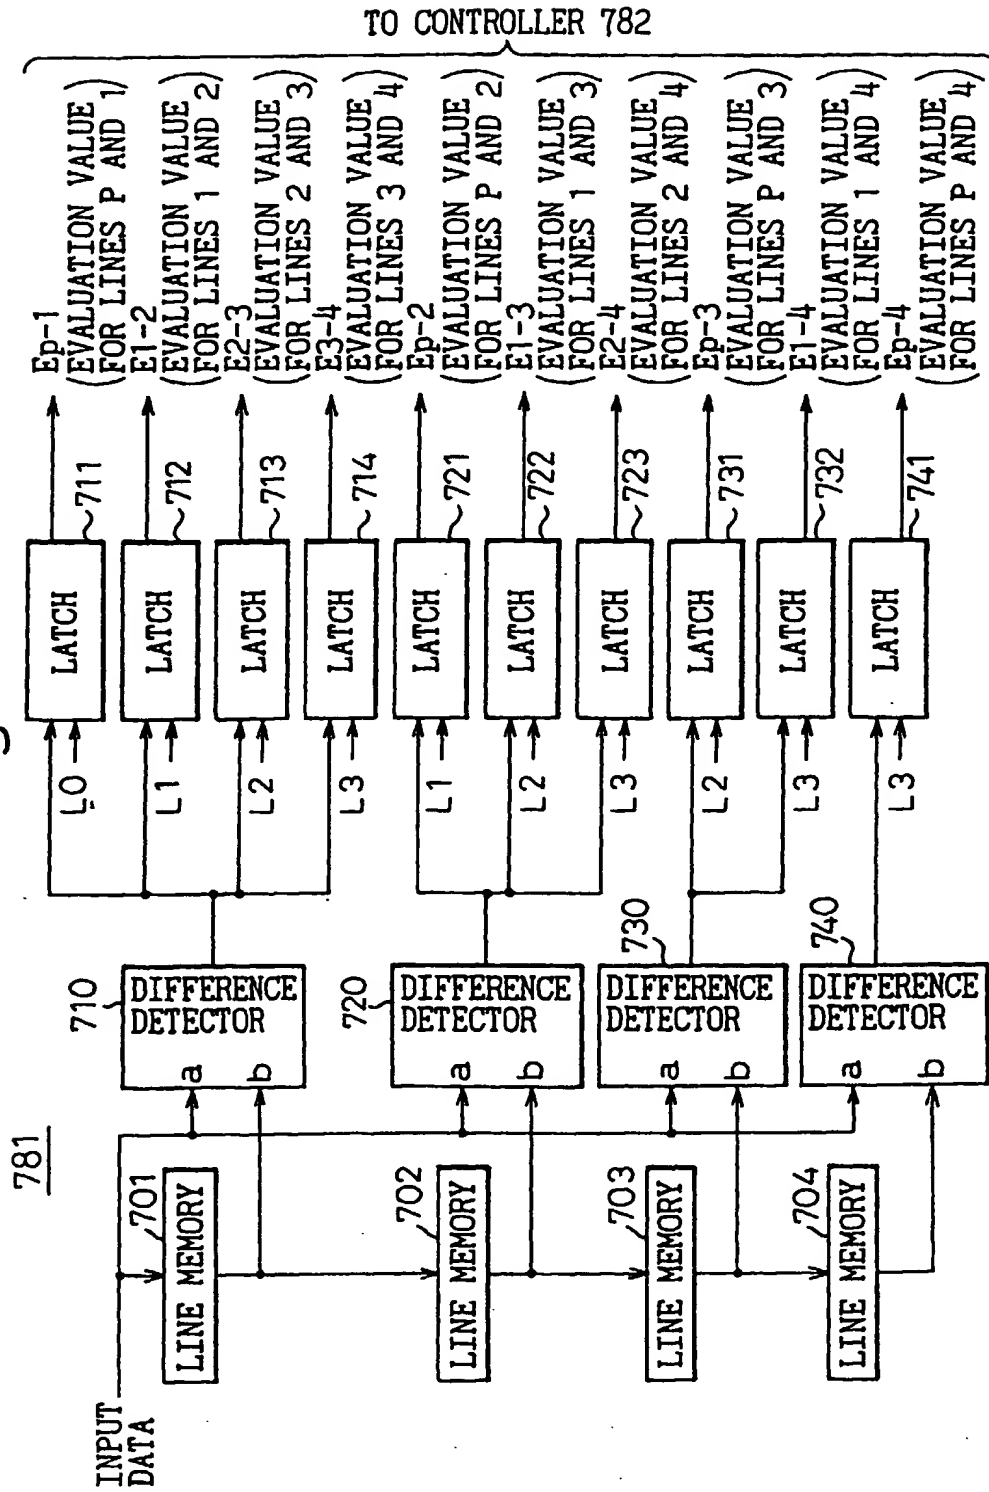 TO CONTROLLER 782
781
INPUT
DATA
701
LINE MEMORY
702
LINE MEMORY
703
LINE MEMORY
704
LINE MEMORY
710
DIFFERENCE
DETECTOR
a
b
720
DIFFERENCE
DETECTOR
a
b
730
DIFFERENCE
DETECTOR
a
b
740
DIFFERENCE
DETECTOR
a
b
L0
LATCH
711
L1
LATCH
712
L2
LATCH
713
L3
LATCH
714
L1
LATCH
721
L2
LATCH
722
L3
LATCH
723
L2
LATCH
731
L3
LATCH
732
L3
LATCH
741
Ep-1
(EVALUATION VALUE
FOR LINES P AND 1)
E1-2
(EVALUATION VALUE
FOR LINES 1 AND 2)
E2-3
(EVALUATION VALUE
FOR LINES 2 AND 3)
E3-4
(EVALUATION VALUE
FOR LINES 3 AND 4)
Ep-2
(EVALUATION VALUE
FOR LINES P AND 2)
E1-3
(EVALUATION VALUE
FOR LINES 1 AND 3)
E2-4
(EVALUATION VALUE
FOR LINES 2 AND 4)
Ep-3
(EVALUATION VALUE
FOR LINES P AND 3)
E1-4
(EVALUATION VALUE
FOR LINES 1 AND 4)
Ep-4
(EVALUATION VALUE
FOR LINES P AND 4)